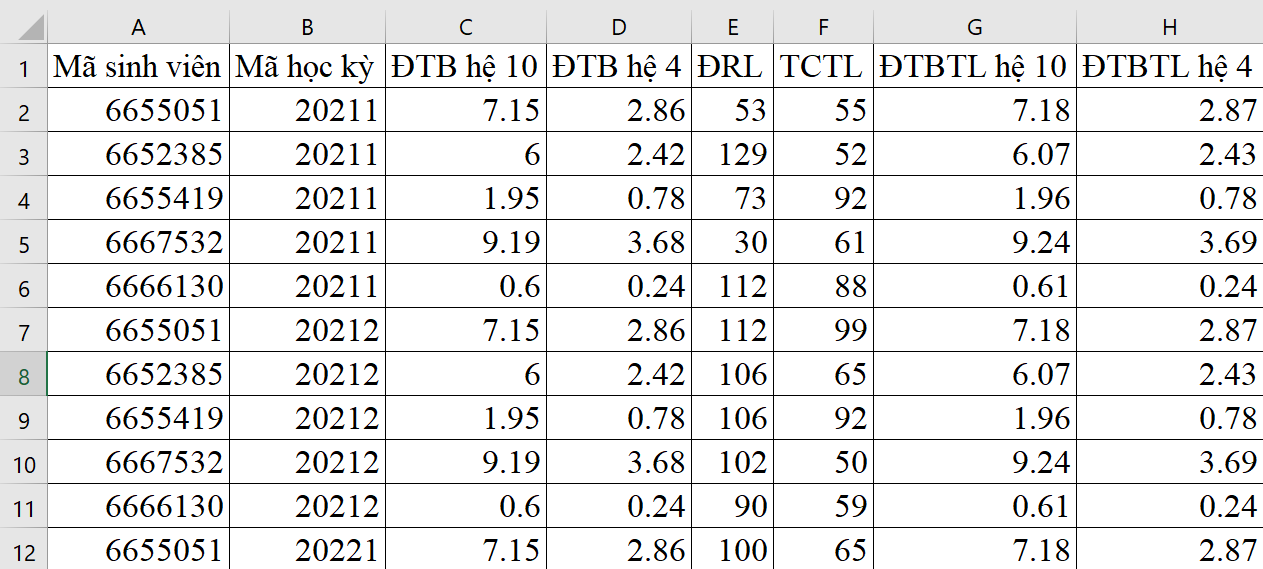 A B C D E F G H
1 Mã sinh viên Mã học kỳ ĐTB hệ 10 ĐTB hệ 4 ĐRL TCTL ĐTBTL hệ 10 ĐTBTL hệ 4
2 6655051 20211 7.15 2.86 53 55 7.18 2.87
3 6652385 20211 6 2.42 129 52 6.07 2.43
4 6655419 20211 1.95 0.78 73 92 1.96 0.78
5 6667532 20211 9.19 3.68 30 61 9.24 3.69
6 6666130 20211 0.6 0.24 112 88 0.61 0.24
7 6655051 20212 7.15 2.86 112 99 7.18 2.87
8 6652385 20212 6 2.42 106 65 6.07 2.43
9 6655419 20212 1.95 0.78 106 92 1.96 0.78
10 6667532 20212 9.19 3.68 102 50 9.24 3.69
11 6666130 20212 0.6 0.24 90 59 0.61 0.24
12 6655051 20221 7.15 2.86 100 65 7.18 2.87